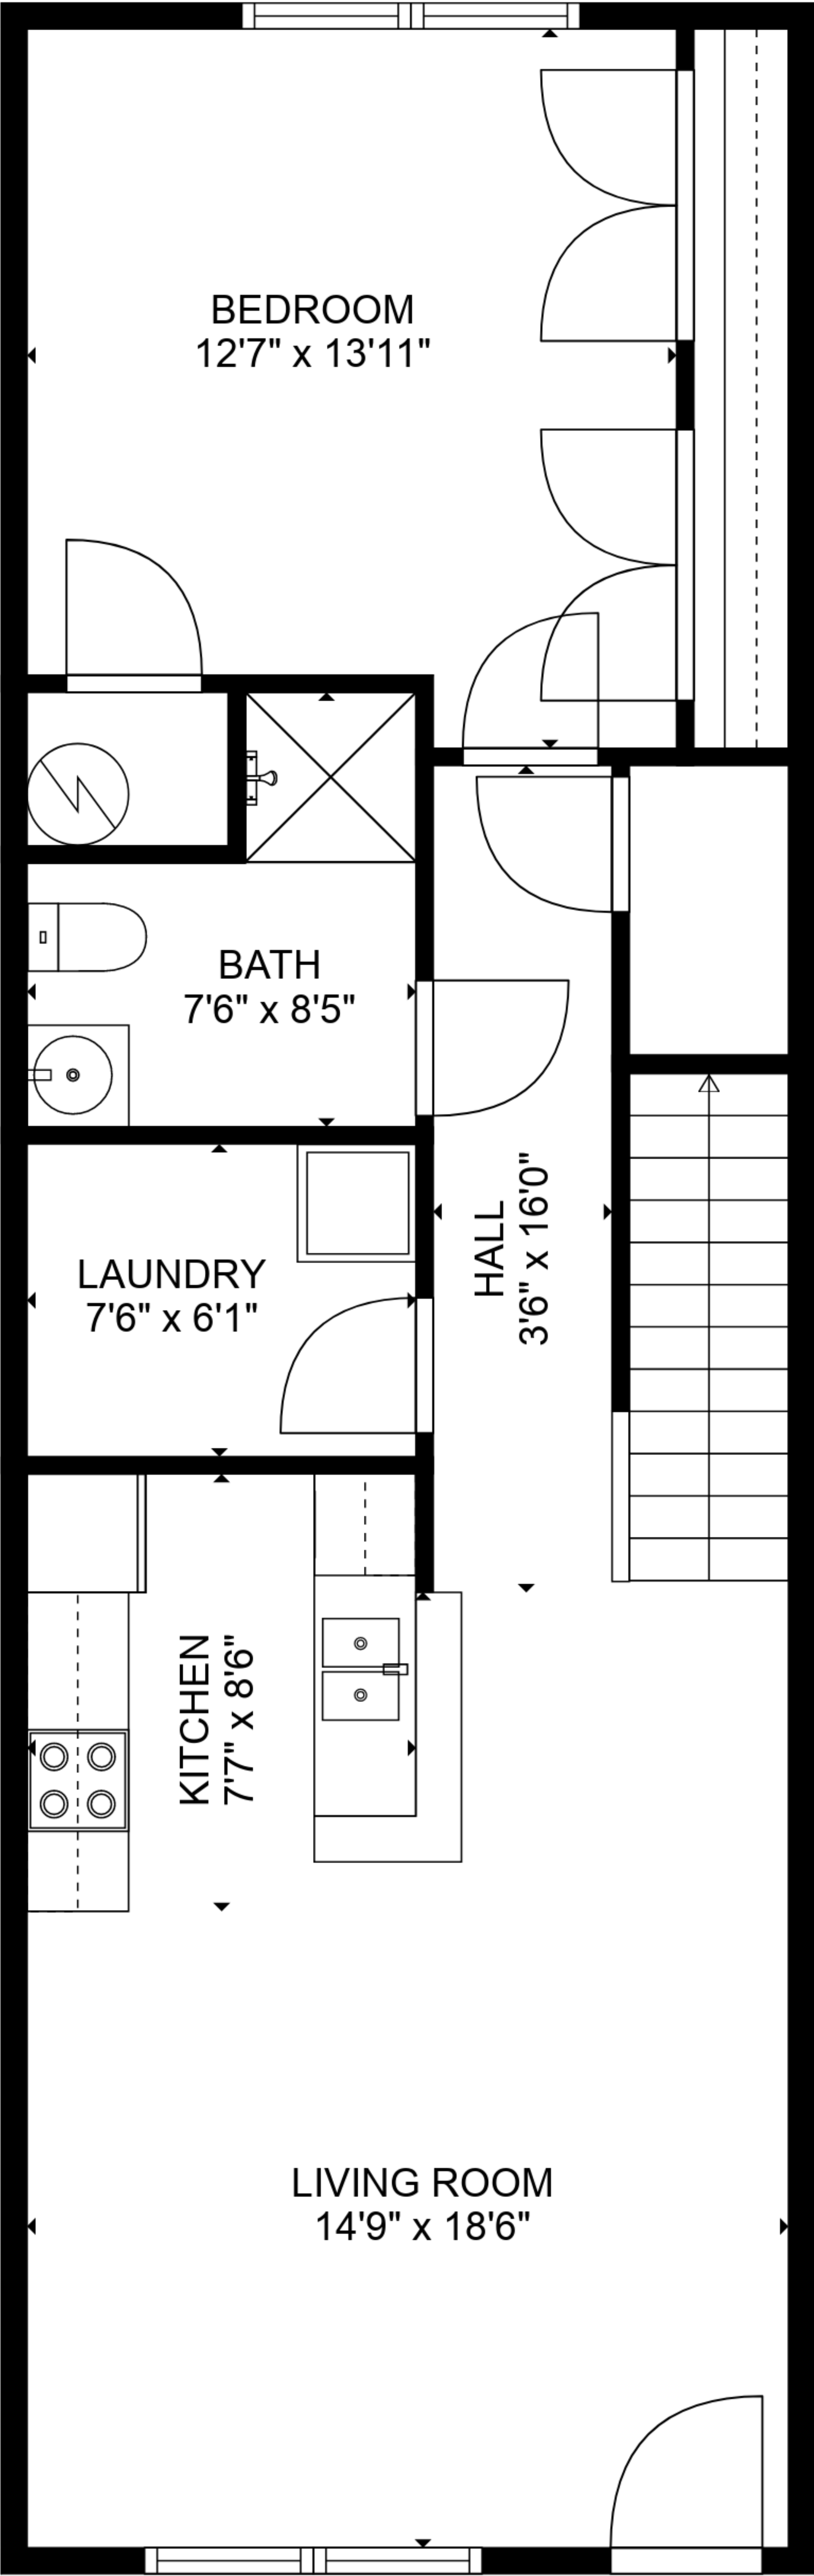 BEDROOM
12'7" x 13'11"
BATH
7'6" x 8'5"
HALL
3'6" x 16'0"
LAUNDRY
7'6" x 6'1"
KITCHEN
7'7" x 8'6"
LIVING ROOM
14'9" x 18'6"